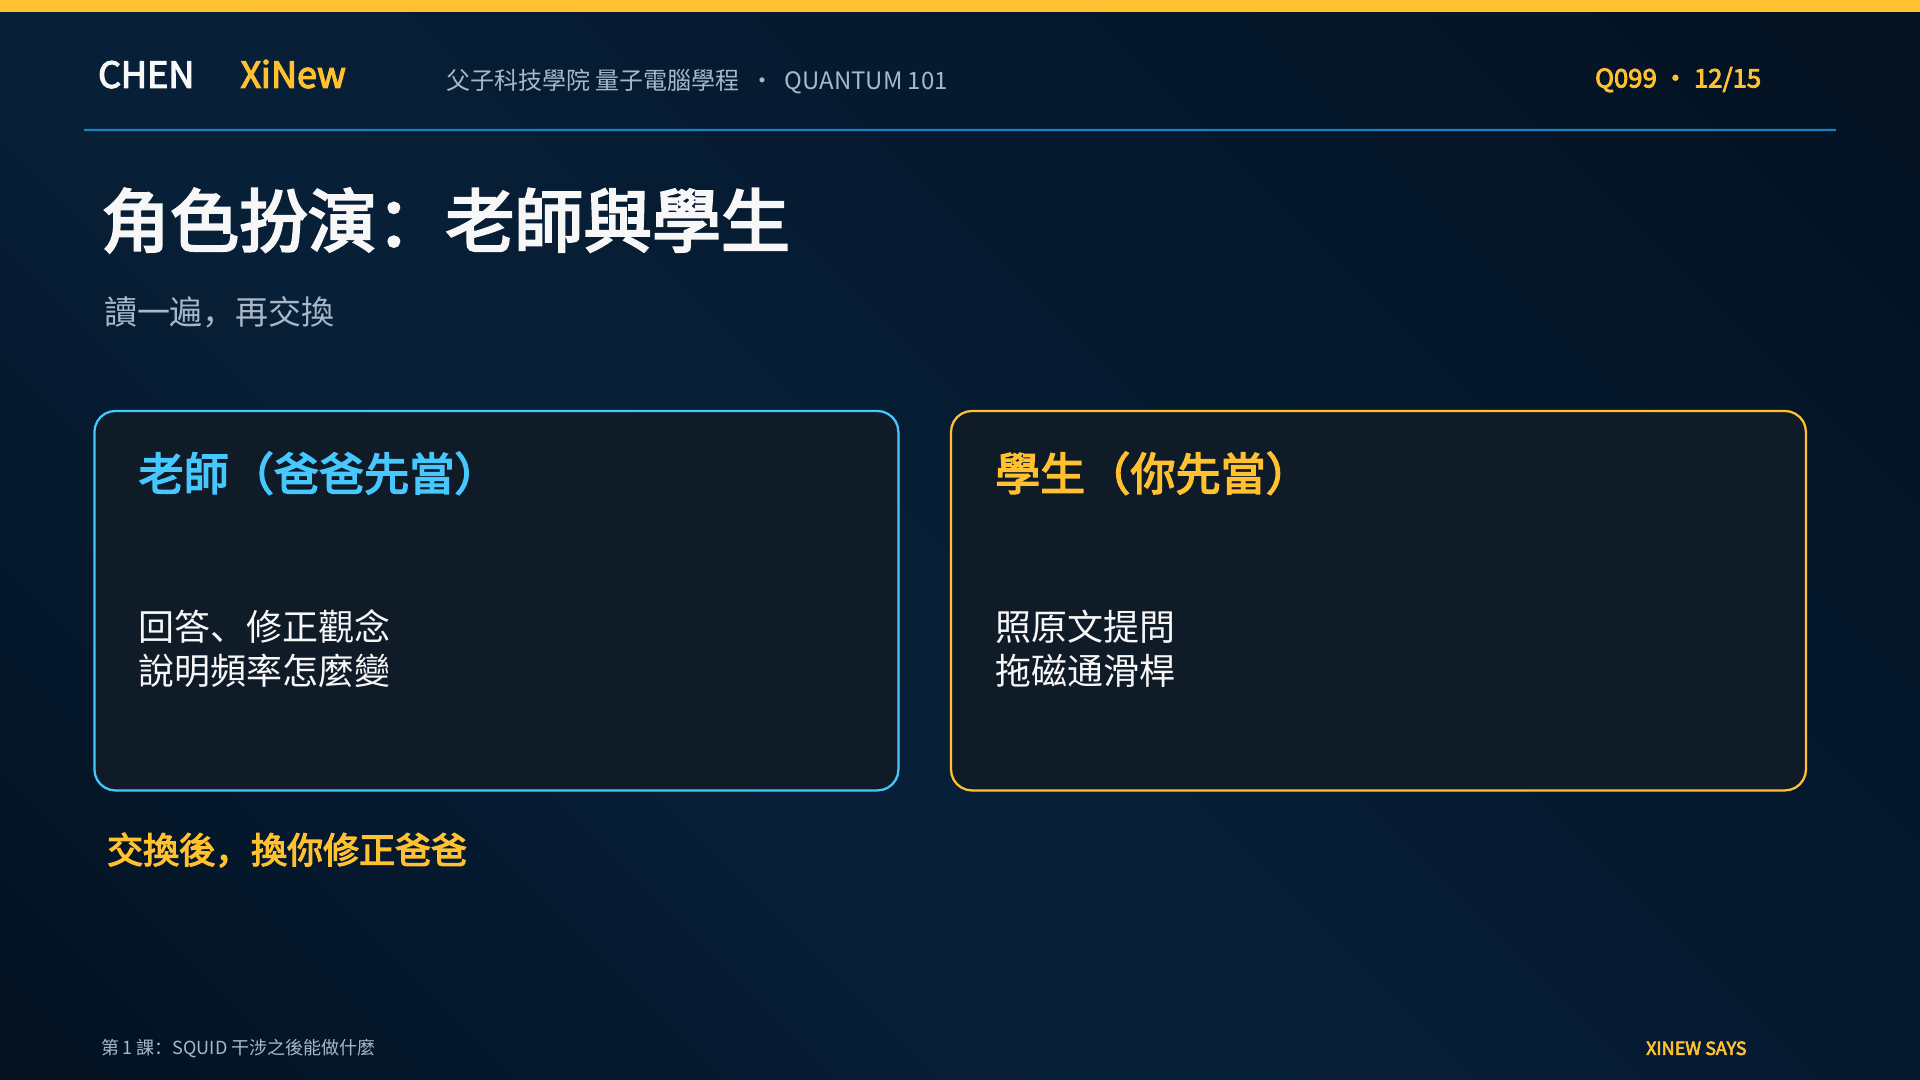 CHEN XiNew 父子科技學院 量子電腦學程 · QUANTUM 101 Q099 · 12/15
角色扮演：老師與學生
讀一遍，再交換
老師（爸爸先當）
回答、修正觀念
說明頻率怎麼變
學生（你先當）
照原文提問
拖磁通滑桿
交換後，換你修正爸爸
第 1 課：SQUID 干涉之後能做什麼 XINEW SAYS